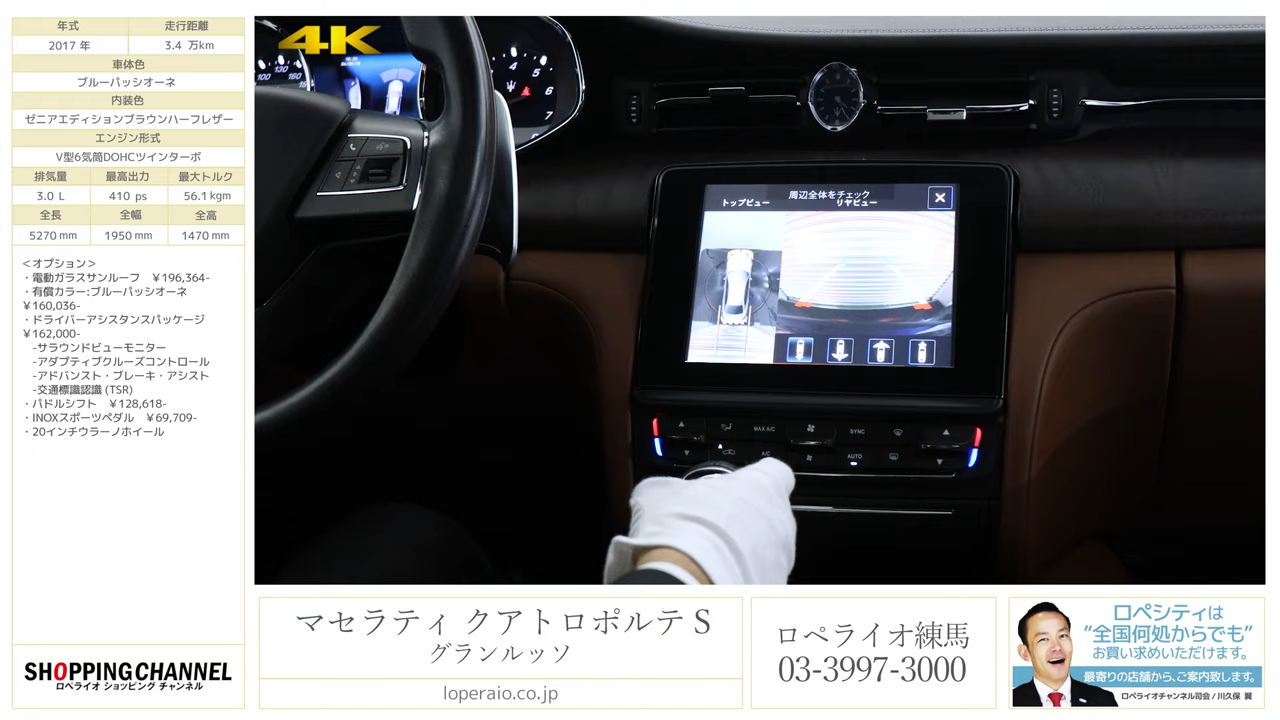 年式 走行距離
2017 年 3.4 万km
車体色
ブルーパッシオーネ
内装色
ゼニアエディションブラウンハーフレザー
エンジン形式
V型6気筒DOHCツインターボ
排気量 最高出力 最大トルク
3.0 L 410 ps 56.1 kgm
全長 全幅 全高
5270 mm 1950 mm 1470 mm
<オプション>
・電動ガラスサンルーフ ¥196,364-
・有償カラー:ブルーパッシオーネ
¥160,036-
・ドライバーアシスタンスパッケージ
¥162,000-
-サラウンドビューモニター
-アダプティブクルーズコントロール
-アドバンスト・ブレーキ・アシスト
-交通標識認識 (TSR)
・パドルシフト ¥128,618-
・INOXスポーツペダル ¥69,709-
・20インチウラーノホイール
SHOPPING CHANNEL
ロペライオ ショッピング チャンネル
4K
100 130 160
4 5 6 7
周辺全体をチェック
トップビュー リヤビュー
MAX A/C SYNC
A/C AUTO
マセラティ クアトロポルテ S
グランルッソ
loperaio.co.jp
ロペライオ練馬
03-3997-3000
ロペシティは
"全国何処からでも"
お買い求めいただけます。
最寄りの店舗から、ご案内致します。
ロペライオチャンネル司会 / 川久保 翼